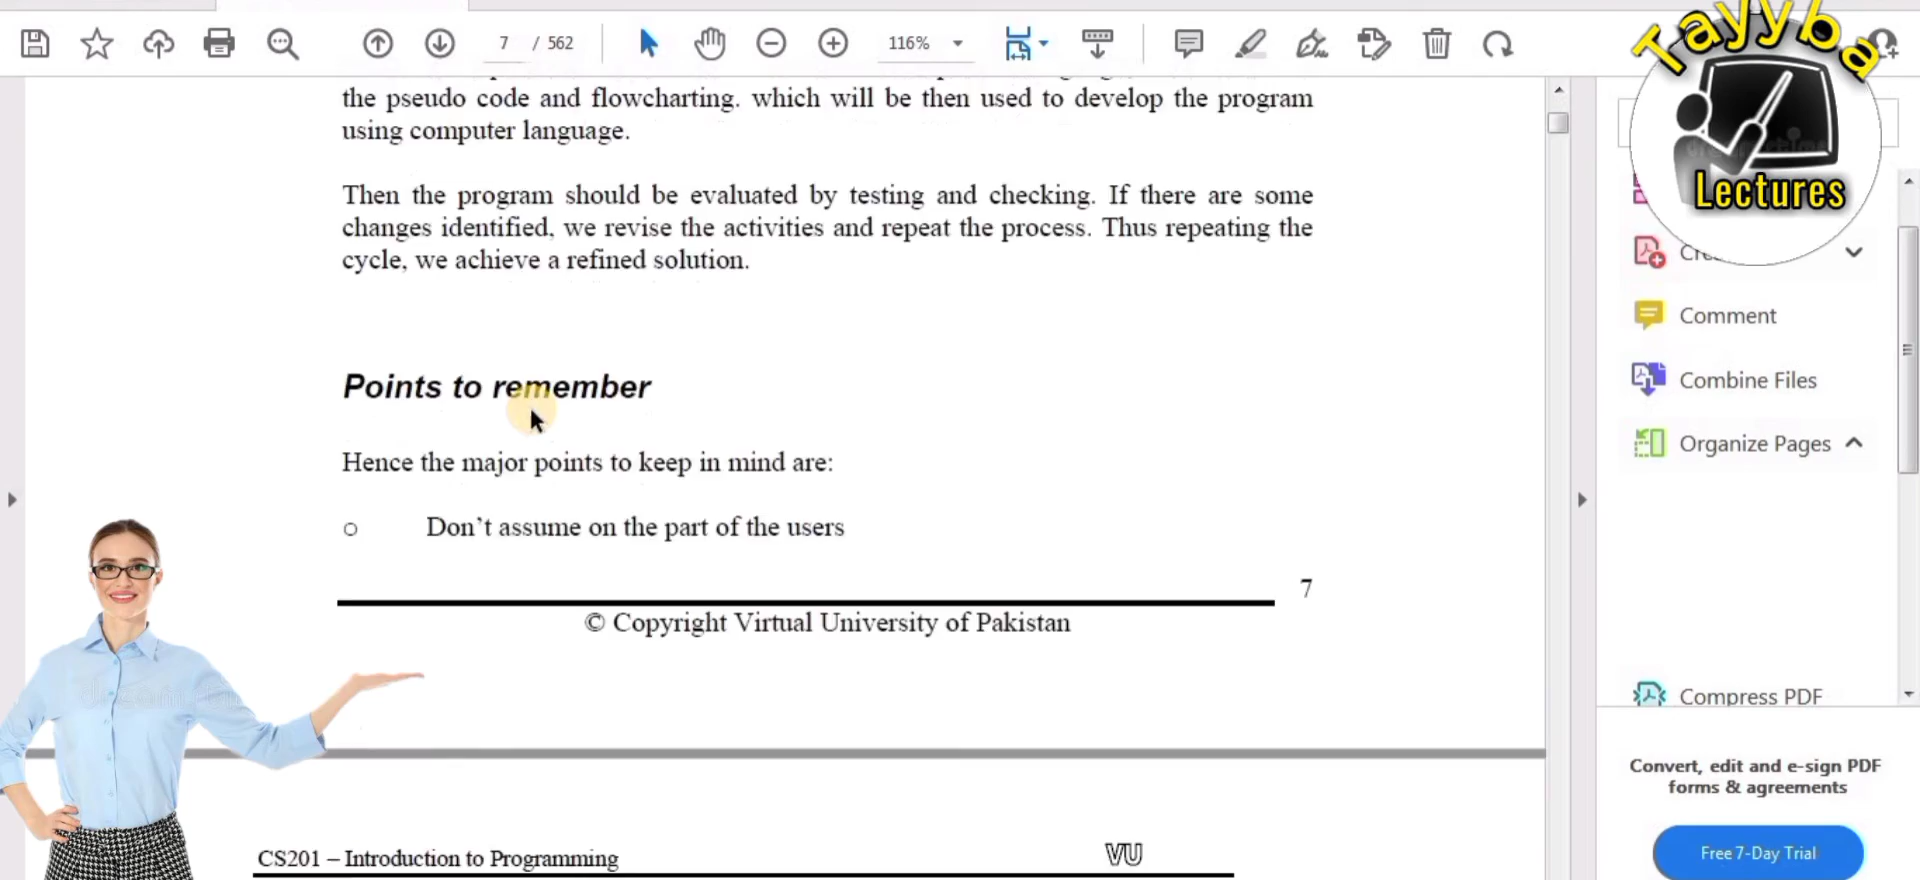 7 / 562
116%
Tayyba
Lectures
the pseudo code and flowcharting. which will be then used to develop the program
using computer language.
Then the program should be evaluated by testing and checking. If there are some
changes identified, we revise the activities and repeat the process. Thus repeating the
cycle, we achieve a refined solution.
Points to remember
Hence the major points to keep in mind are:
o Don't assume on the part of the users
7
© Copyright Virtual University of Pakistan
CS201 – Introduction to Programming VU
Comment
Combine Files
Organize Pages
Compress PDF
Convert, edit and e-sign PDF
forms & agreements
Free 7-Day Trial